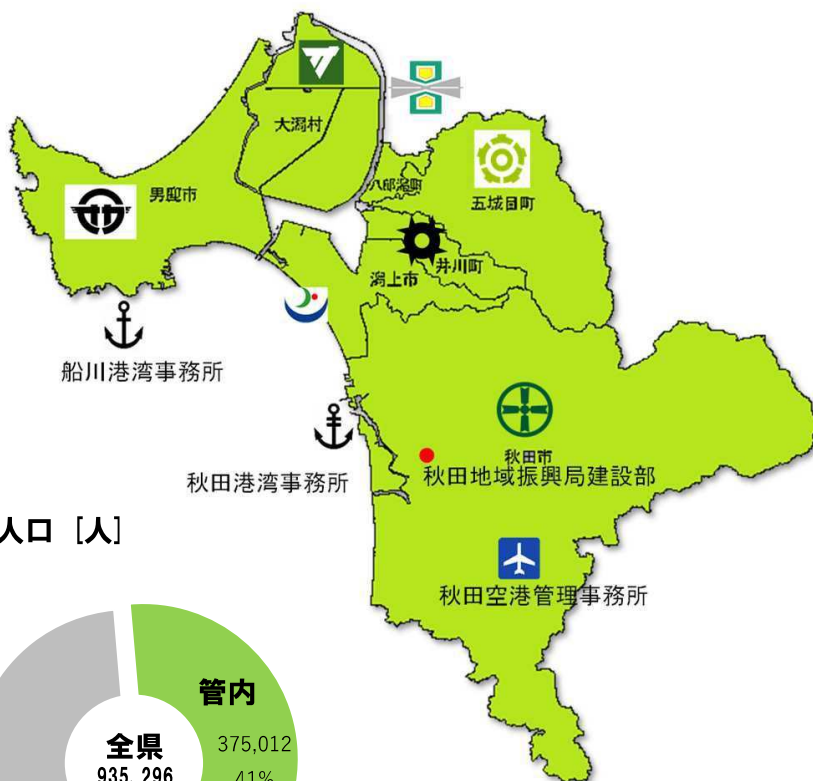 大潟村
八郎潟町
男鹿市
五城目町
井川町
潟上市
船川港湾事務所
秋田市
秋田地域振興局建設部
秋田港湾事務所
人口 [人]
秋田空港管理事務所
管内
全県
375,012
935,296
41%